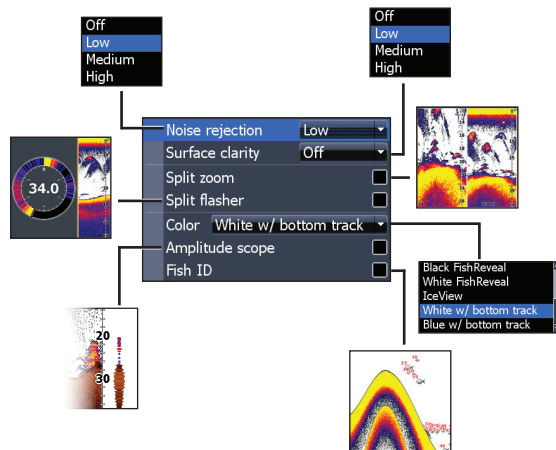 Off
Low
Medium
High
Off
Low
Medium
High
Noise rejection Low
Surface clarity Off
Split zoom
Split flasher
Color White w/ bottom track
Amplitude scope
Fish ID
34.0
Black FishReveal
White FishReveal
IceView
White w/ bottom track
Blue w/ bottom track
20
30